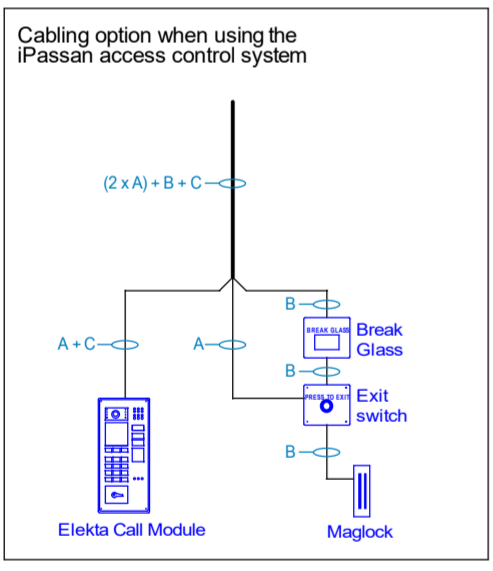 Cabling option when using the
iPassan access control system
(2 x A) + B + C
B
BREAK GLASS
Break
Glass
A + C
A
B
PRESS TO EXIT
Exit
switch
B
Elekta Call Module
Maglock